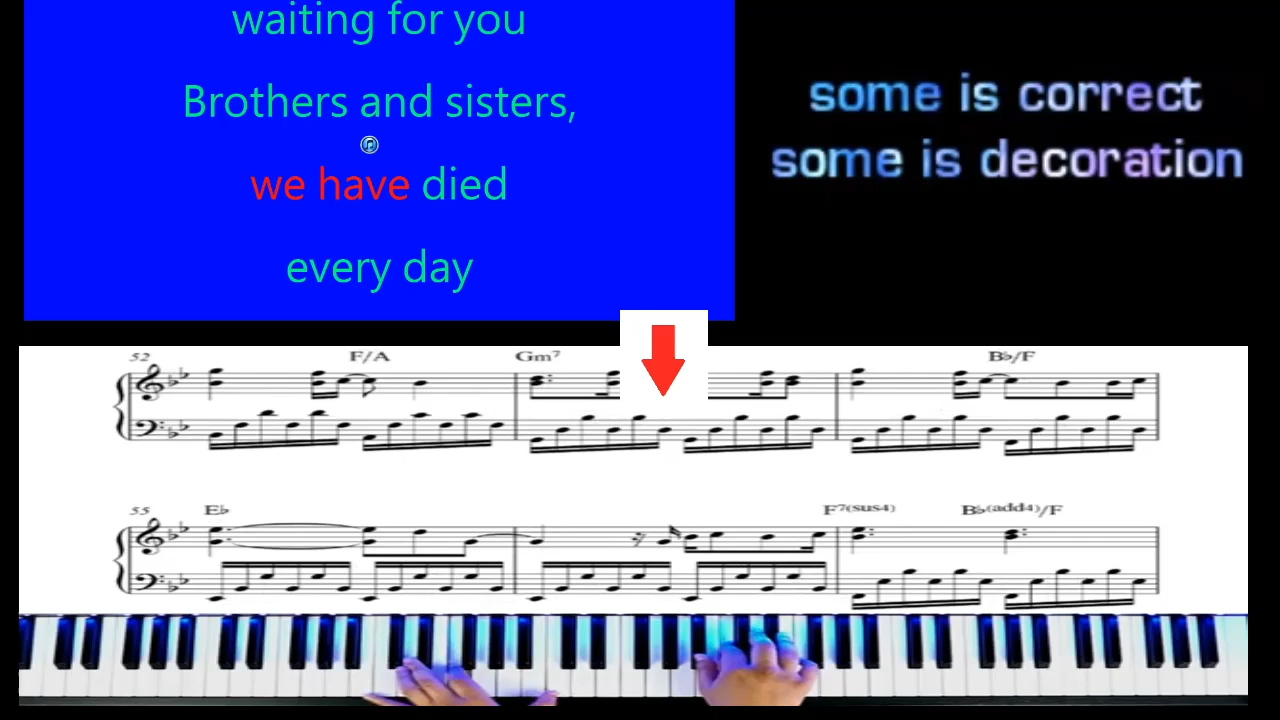 waiting for you
Brothers and sisters,
we have died
every day
some is correct
some is decoration
52 F/A Gm7 B♭/F
55 E♭ F7(sus4) B♭(add4)/F